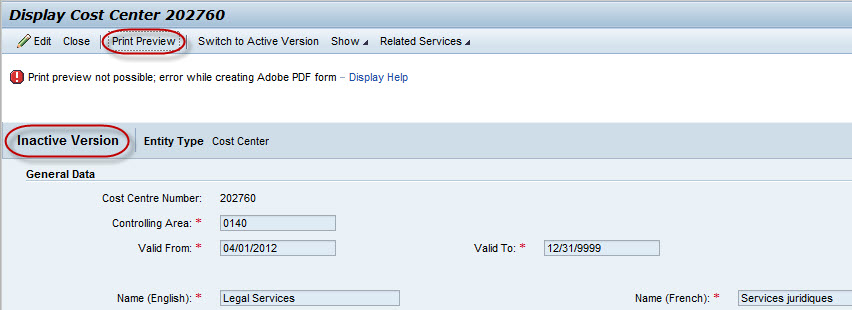 Display Cost Center 202760
Edit Close Print Preview Switch to Active Version Show Related Services
Print preview not possible; error while creating Adobe PDF form – Display Help
Inactive Version Entity Type Cost Center
General Data
Cost Centre Number: 202760
Controlling Area: * 0140
Valid From: * 04/01/2012 Valid To: * 12/31/9999
Name (English): * Legal Services Name (French): * Services juridiques